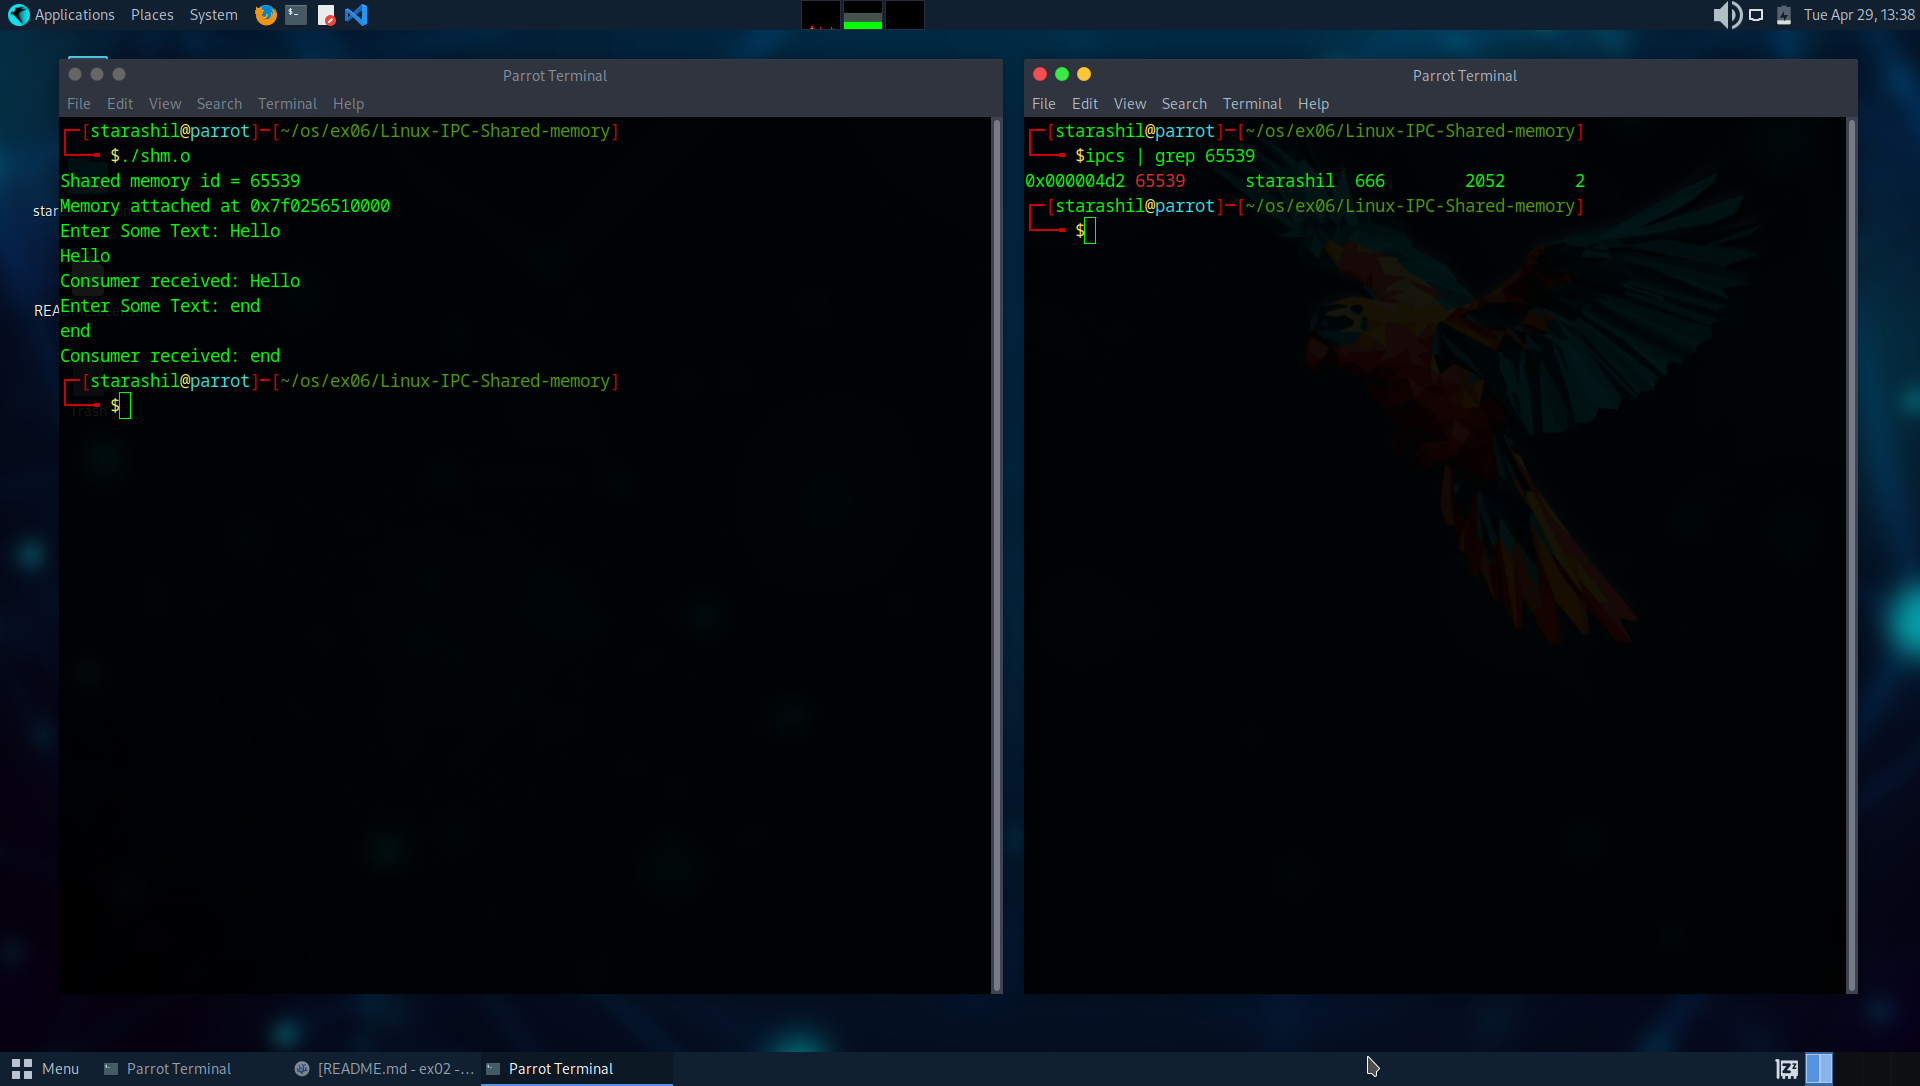 Applications Places System
Tue Apr 29, 13:38
Parrot Terminal
File Edit View Search Terminal Help
┌─[starashil@parrot]─[~/os/ex06/Linux-IPC-Shared-memory]
└──╼ $./shm.o
Shared memory id = 65539
Memory attached at 0x7f0256510000
Enter Some Text: Hello
Hello
Consumer received: Hello
Enter Some Text: end
end
Consumer received: end
┌─[starashil@parrot]─[~/os/ex06/Linux-IPC-Shared-memory]
└──╼ $
star
REA
Trash
Parrot Terminal
File Edit View Search Terminal Help
┌─[starashil@parrot]─[~/os/ex06/Linux-IPC-Shared-memory]
└──╼ $ipcs | grep 65539
0x000004d2 65539      starashil  666        2052       2
┌─[starashil@parrot]─[~/os/ex06/Linux-IPC-Shared-memory]
└──╼ $
Menu Parrot Terminal [README.md - ex02 -... Parrot Terminal